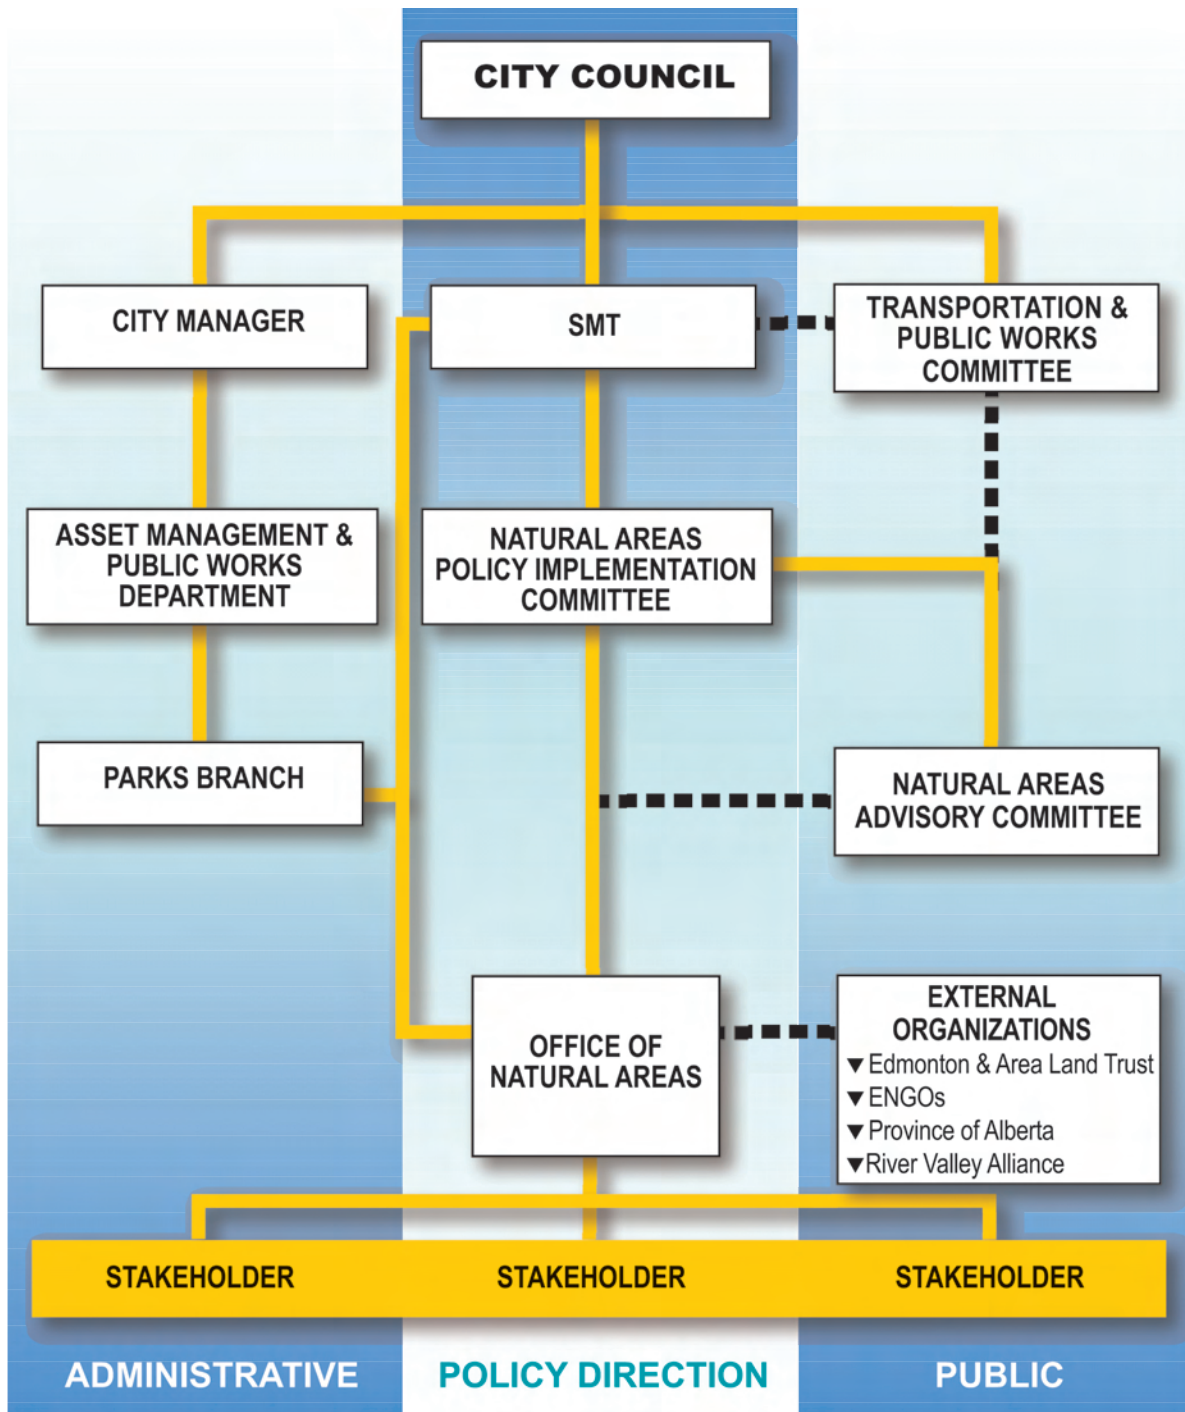 CITY COUNCIL
CITY MANAGER
SMT
TRANSPORTATION &
PUBLIC WORKS
COMMITTEE
ASSET MANAGEMENT &
PUBLIC WORKS
DEPARTMENT
NATURAL AREAS
POLICY IMPLEMENTATION
COMMITTEE
PARKS BRANCH
NATURAL AREAS
ADVISORY COMMITTEE
OFFICE OF
NATURAL AREAS
EXTERNAL
ORGANIZATIONS
▼ Edmonton & Area Land Trust
▼ ENGOs
▼ Province of Alberta
▼ River Valley Alliance
STAKEHOLDER
STAKEHOLDER
STAKEHOLDER
ADMINISTRATIVE
POLICY DIRECTION
PUBLIC